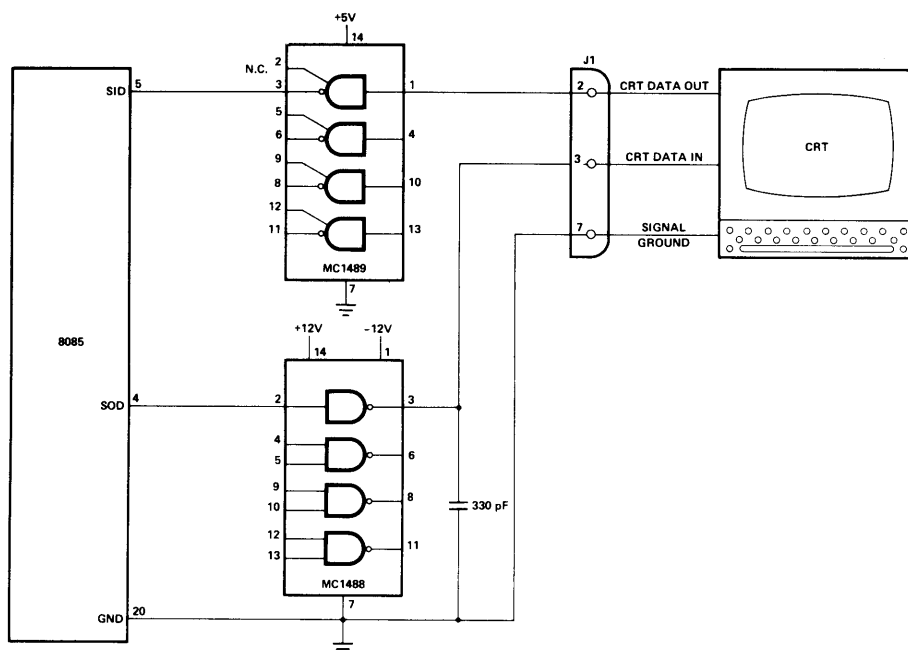 +5V
14
J1
2
N.C.
SID
5
3
1
2
CRT DATA OUT
5
6
4
CRT
3
CRT DATA IN
9
8
10
12
11
13
7
SIGNAL
GROUND
MC1489
7
+12V
-12V
8085
14
1
SOD
4
2
3
4
5
6
9
10
8
330 pF
12
13
11
MC1488
GND
20
7